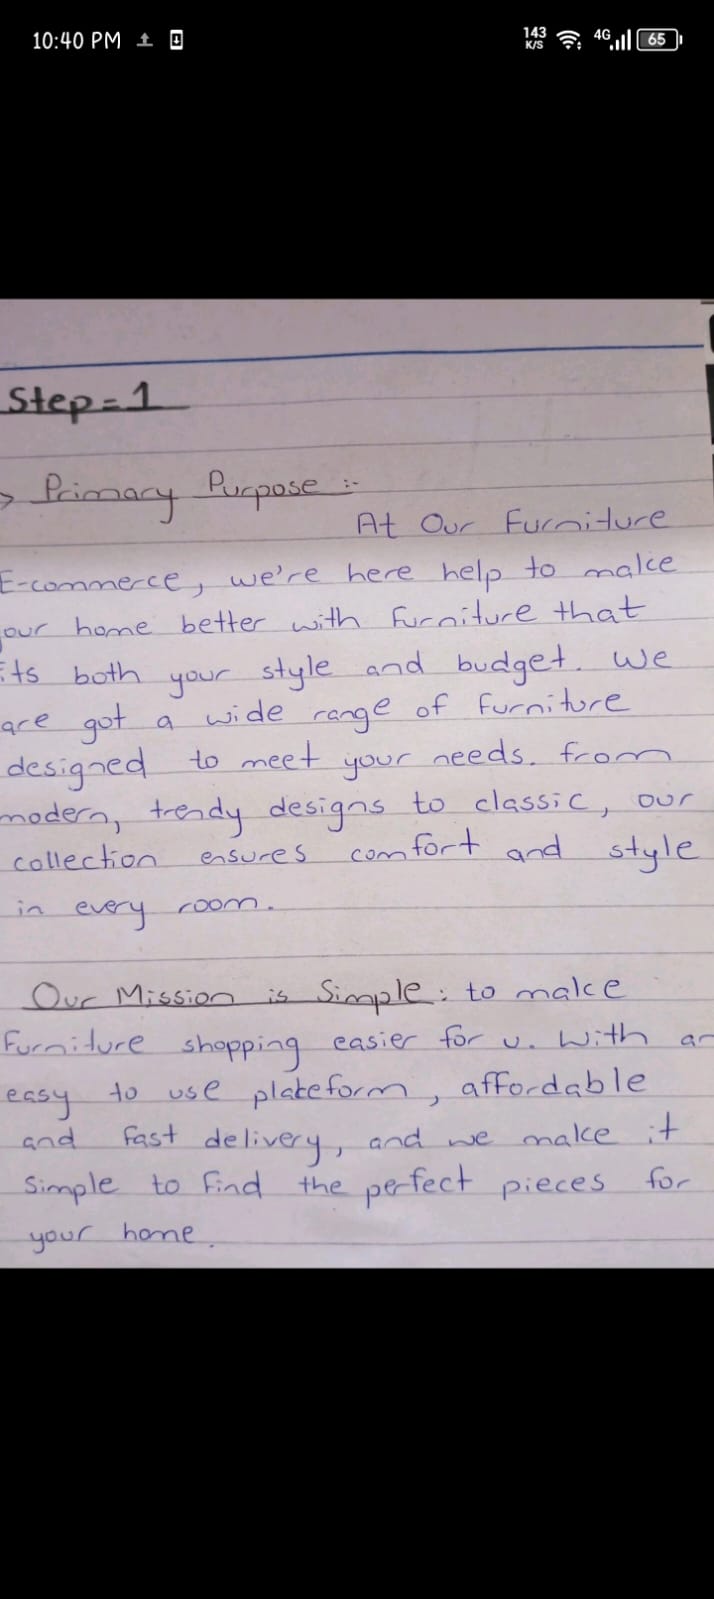 10:40 PM
143 K/S 4G 65
Step=1
> Primary Purpose :-
At Our Furniture
E-commerce, we're here help to make
our home better with furniture that
its both your style and budget. We
are got a wide range of furniture
designed to meet your needs. from
modern, trendy designs to classic, our
collection ensures comfort and style
in every room.
Our Mission is Simple: to make
Furniture shopping easier for u. With an
easy to use plateform, affordable
and fast delivery, and we make it
Simple to find the perfect pieces for
your home.